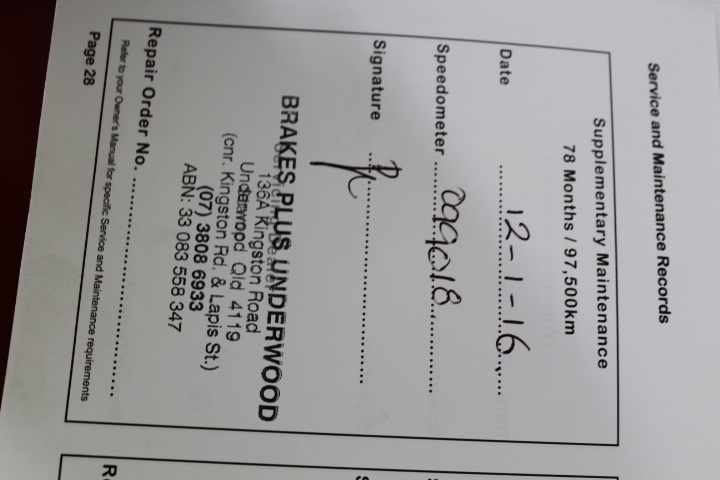 Service and Maintenance Records
Supplementary Maintenance
78 Months / 97,500km
Date 12-1-16
Speedometer 099018
Signature
BRAKES PLUS UNDERWOOD
136A Kingston Road
Underwood Qld 4119
(cnr. Kingston Rd. & Lapis St.)
(07) 3808 6933
ABN: 33 083 558 347
Repair Order No.
Refer to your Owner's Manual for specific Service and Maintenance requirements
Page 28